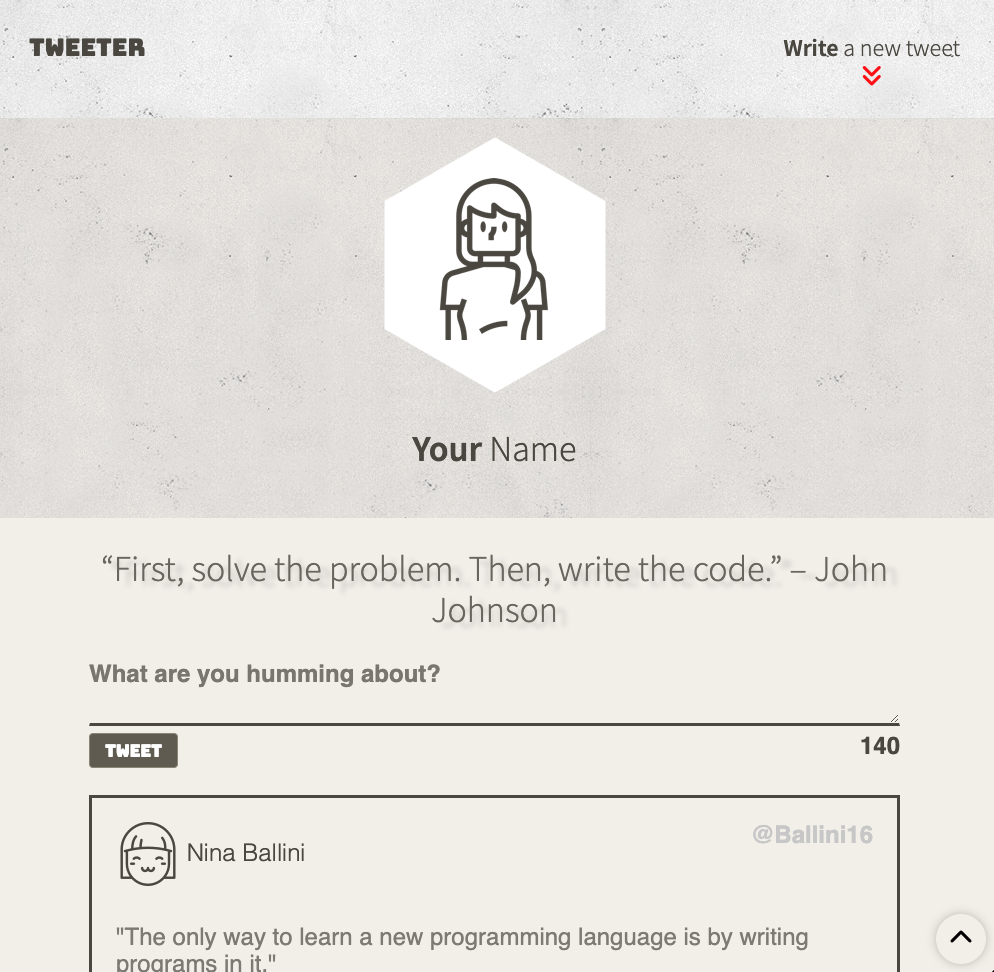 TWEETER
Write a new tweet
Your Name
“First, solve the problem. Then, write the code.” – John
Johnson
What are you humming about?
TWEET
140
Nina Ballini
@Ballini16
"The only way to learn a new programming language is by writing
programs in it."